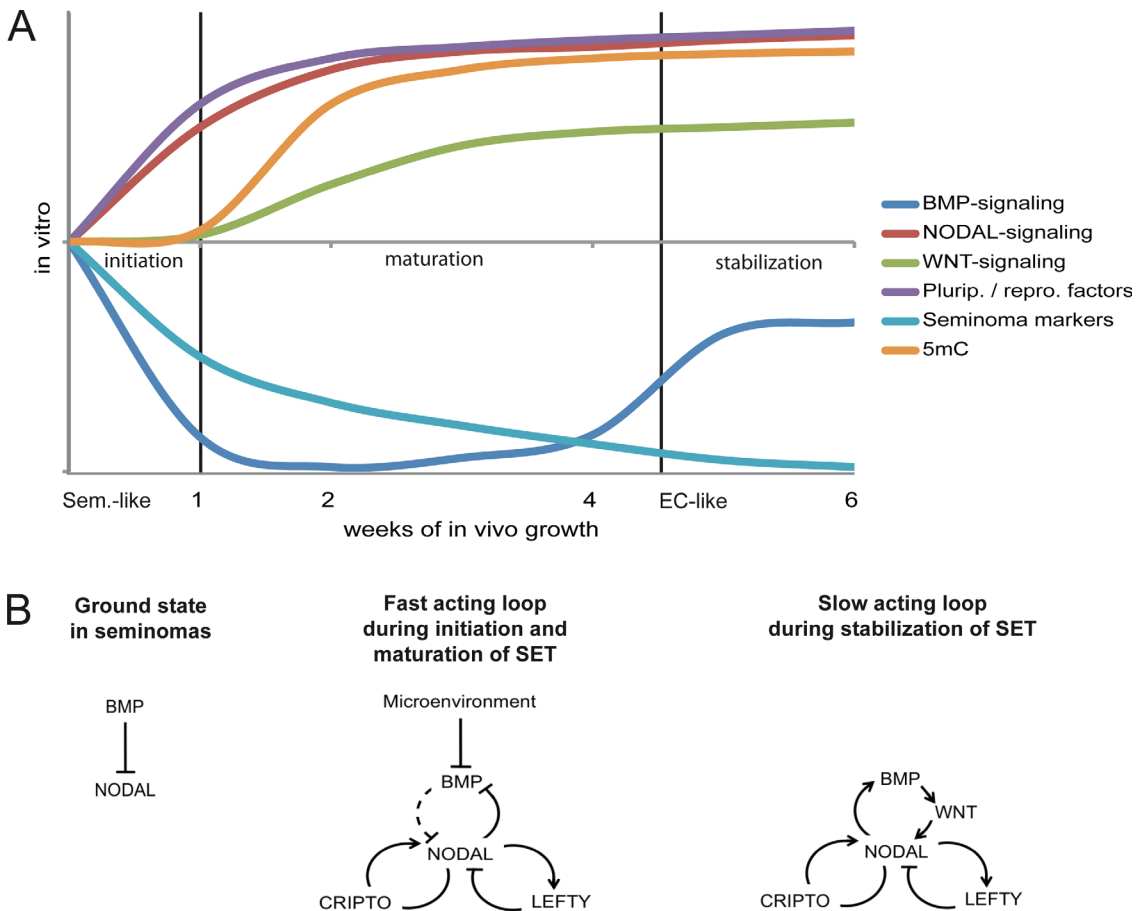 A
in vitro
initiation
maturation
stabilization
BMP-signaling
NODAL-signaling
WNT-signaling
Plurip. / repro. factors
Seminoma markers
5mC
Sem.-like 1 2 4 EC-like 6
weeks of in vivo growth
B
Ground state
in seminomas
BMP
NODAL
Fast acting loop
during initiation and
maturation of SET
Microenvironment
BMP
NODAL
CRIPTO
LEFTY
Slow acting loop
during stabilization of SET
BMP
WNT
NODAL
CRIPTO
LEFTY